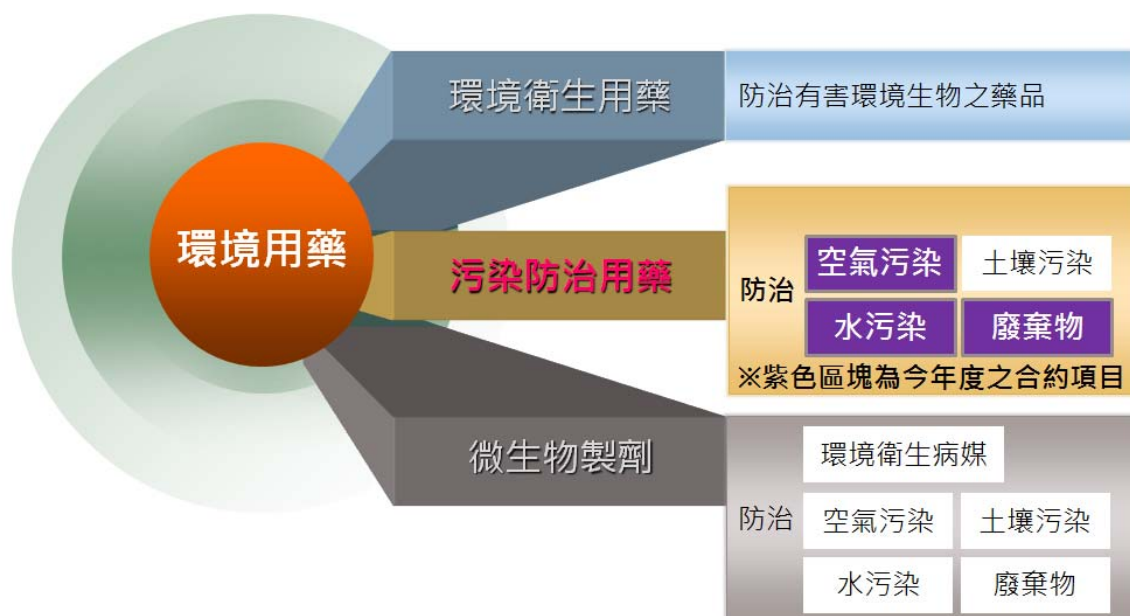 環境用藥
環境衛生用藥
防治有害環境生物之藥品
污染防治用藥
防治
空氣污染
土壤污染
水污染
廢棄物
※紫色區塊為今年度之合約項目
微生物製劑
防治
環境衛生病媒
空氣污染
土壤污染
水污染
廢棄物